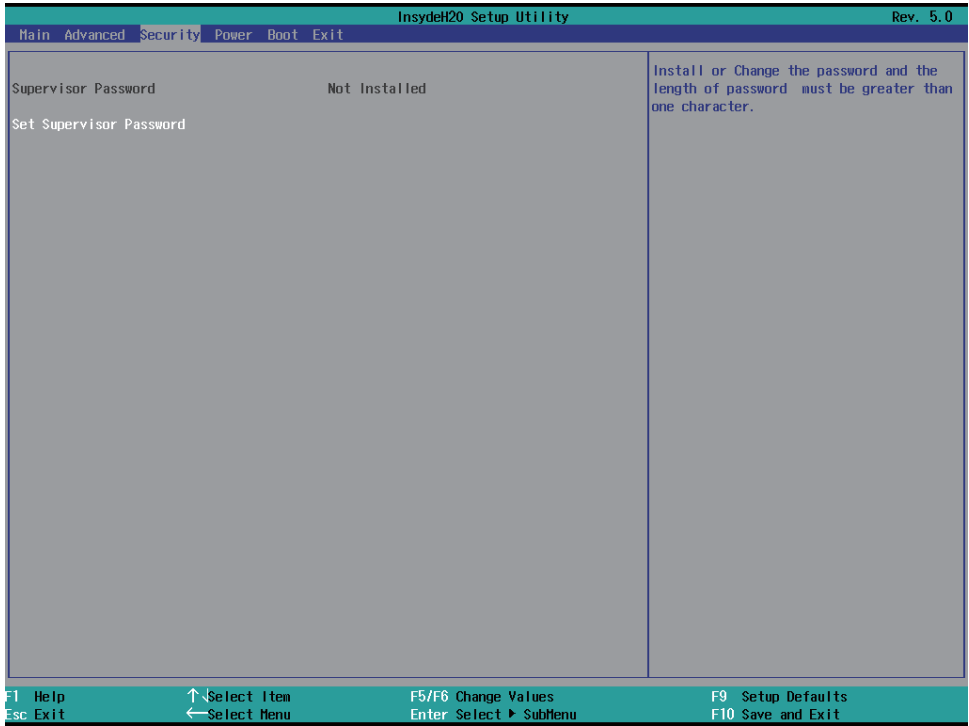 InsydeH20 Setup Utility Rev. 5.0
Main Advanced Security Power Boot Exit
Supervisor Password Not Installed
Set Supervisor Password
Install or Change the password and the
length of password must be greater than
one character.
F1 Help ↑↓Select Item F5/F6 Change Values F9 Setup Defaults
Esc Exit ←Select Menu Enter Select ▶ SubMenu F10 Save and Exit